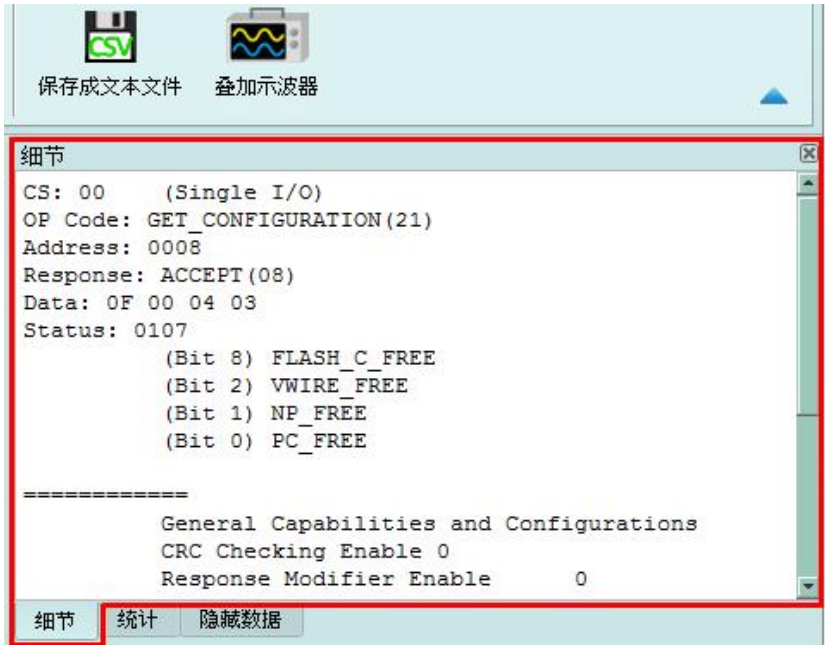 CSV
保存成文本文件 叠加示波器
细节
CS: 00 (Single I/O)
OP Code: GET_CONFIGURATION(21)
Address: 0008
Response: ACCEPT(08)
Data: 0F 00 04 03
Status: 0107
(Bit 8) FLASH_C_FREE
(Bit 2) VWIRE_FREE
(Bit 1) NP_FREE
(Bit 0) PC_FREE
============
General Capabilities and Configurations
CRC Checking Enable 0
Response Modifier Enable 0
细节 统计 隐藏数据